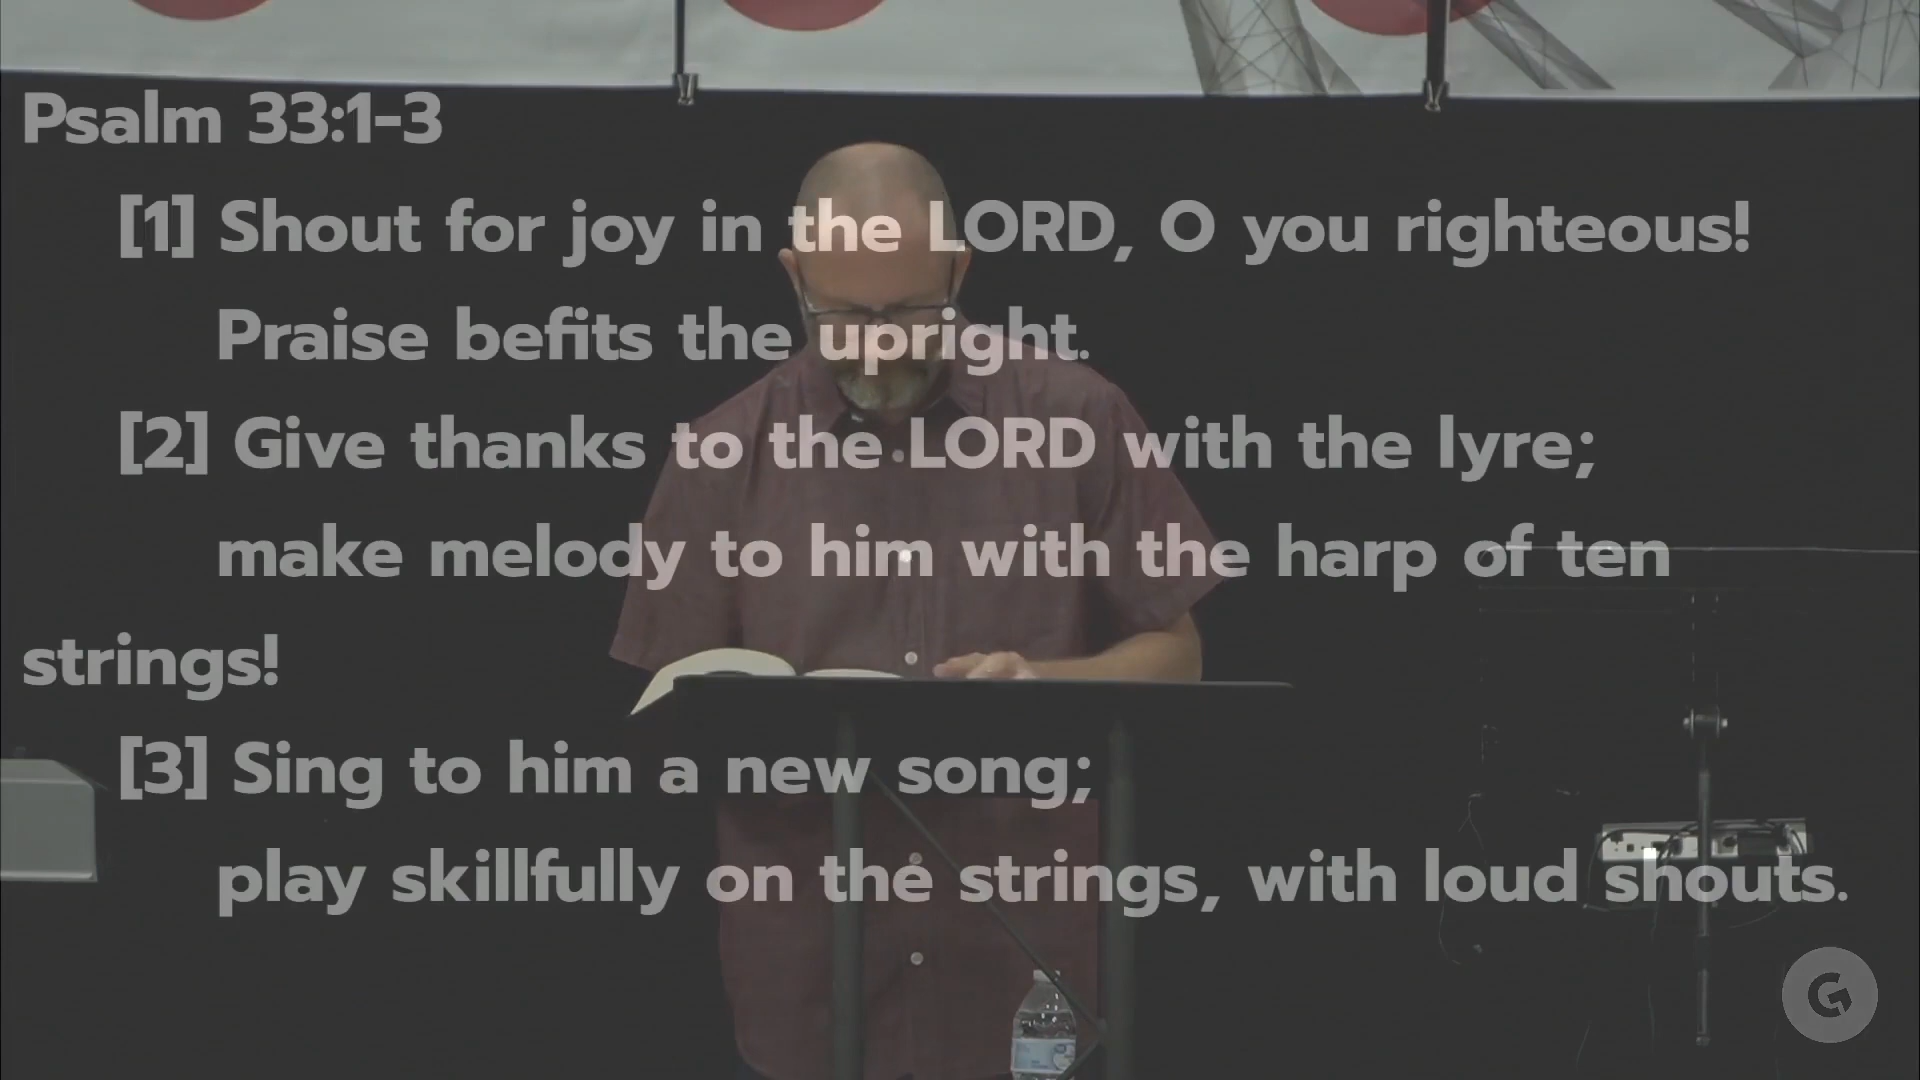 Psalm 33:1-3
[1] Shout for joy in the LORD, O you righteous!
Praise befits the upright.
[2] Give thanks to the LORD with the lyre;
make melody to him with the harp of ten
strings!
[3] Sing to him a new song;
play skillfully on the strings, with loud shouts.
G